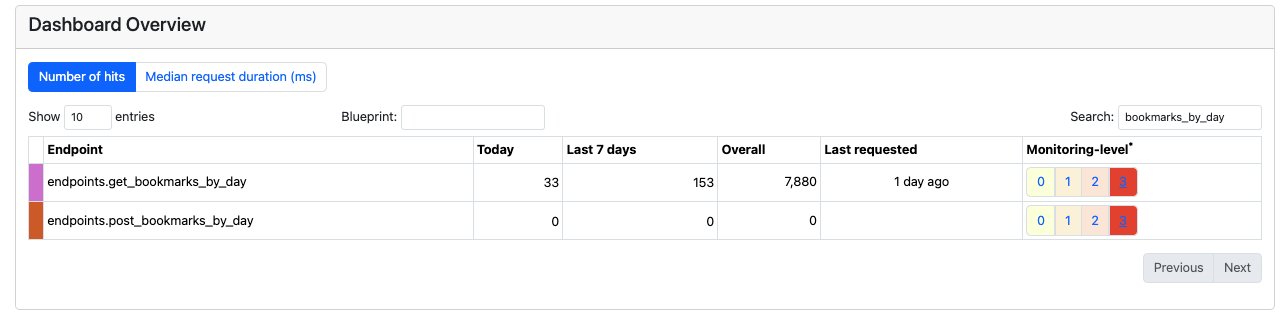 Dashboard Overview
Number of hits Median request duration (ms)
Show 10 entries Blueprint: Search: bookmarks_by_day
Endpoint Today Last 7 days Overall Last requested Monitoring-level*
endpoints.get_bookmarks_by_day 33 153 7,880 1 day ago 0 1 2 3
endpoints.post_bookmarks_by_day 0 0 0 0 1 2 3
Previous Next